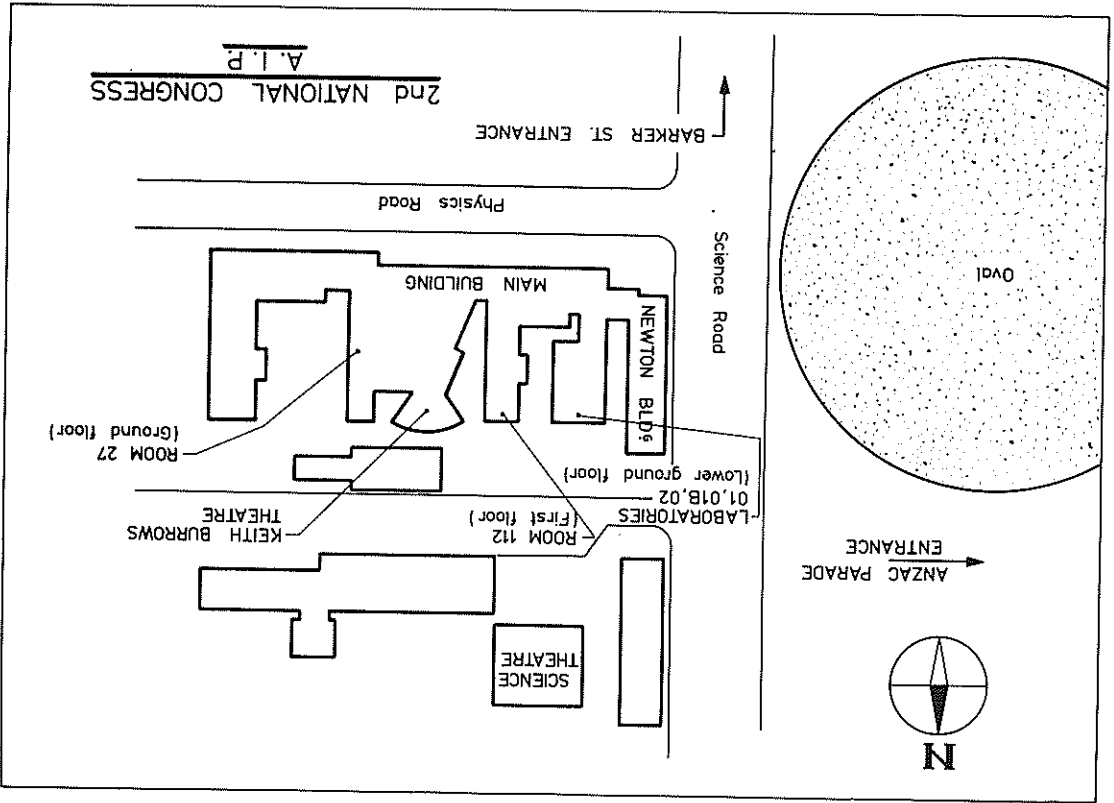 N
ANZAC PARADE
ENTRANCE
SCIENCE
THEATRE
LABORATORIES
01,01B,02
(Lower ground floor)
ROOM 112
(First floor)
KEITH BURROWS
THEATRE
ROOM 27
(Ground floor)
NEWTON BLDG
MAIN BUILDING
Oval
Science Road
Physics Road
BARKER ST. ENTRANCE
2nd NATIONAL CONGRESS
A.I.P.